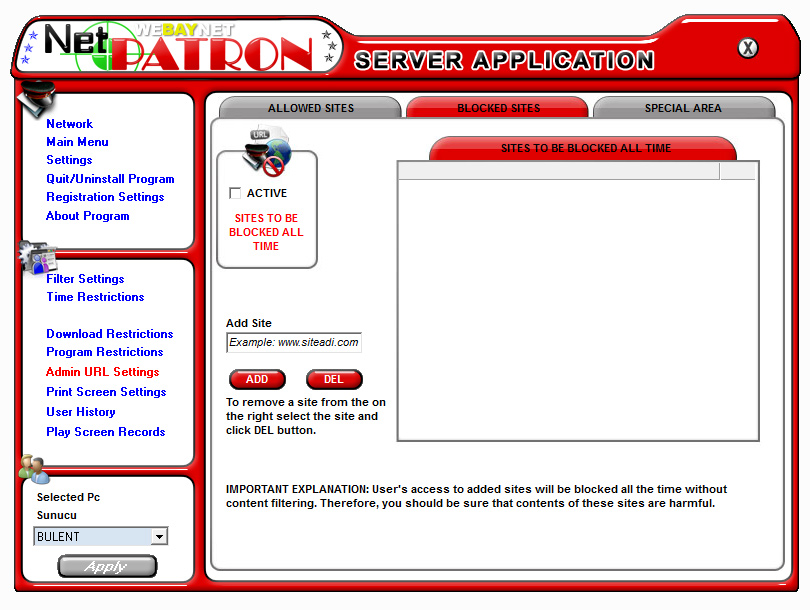 WEBAYNET
Net PATRON
SERVER APPLICATION
X
Network
Main Menu
Settings
Quit/Uninstall Program
Registration Settings
About Program
Filter Settings
Time Restrictions
Download Restrictions
Program Restrictions
Admin URL Settings
Print Screen Settings
User History
Play Screen Records
Selected Pc
Sunucu
BULENT
Apply
ALLOWED SITES
BLOCKED SITES
SPECIAL AREA
URL
ACTIVE
SITES TO BE
BLOCKED ALL
TIME
SITES TO BE BLOCKED ALL TIME
Add Site
Example: www.siteadi.com
ADD
DEL
To remove a site from the on
the right select the site and
click DEL button.
IMPORTANT EXPLANATION: User's access to added sites will be blocked all the time without
content filtering. Therefore, you should be sure that contents of these sites are harmful.